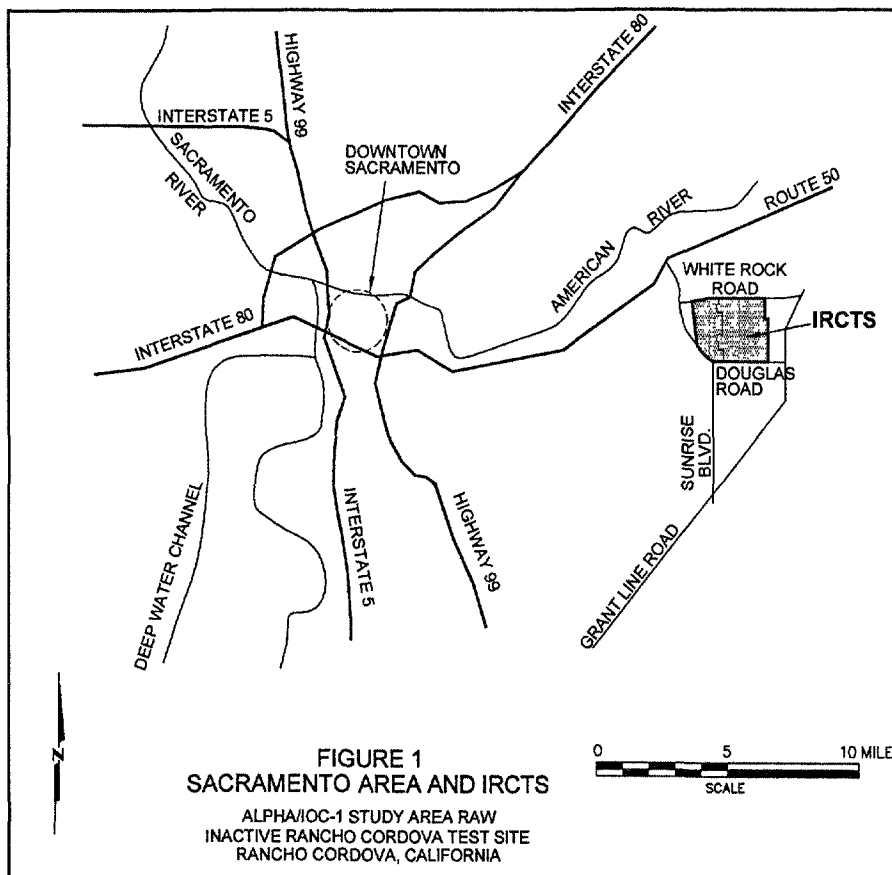 HIGHWAY 99
INTERSTATE 80
INTERSTATE 5
SACRAMENTO
RIVER
DOWNTOWN
SACRAMENTO
AMERICAN
RIVER
ROUTE 50
WHITE ROCK
ROAD
IRCTS
INTERSTATE 80
DOUGLAS
ROAD
SUNRISE
BLVD.
DEEP WATER CHANNEL
INTERSTATE 5
HIGHWAY 99
GRANT LINE ROAD
N
FIGURE 1
SACRAMENTO AREA AND IRCTS
ALPHA/IOC-1 STUDY AREA RAW
INACTIVE RANCHO CORDOVA TEST SITE
RANCHO CORDOVA, CALIFORNIA
0 5 10 MILE
SCALE